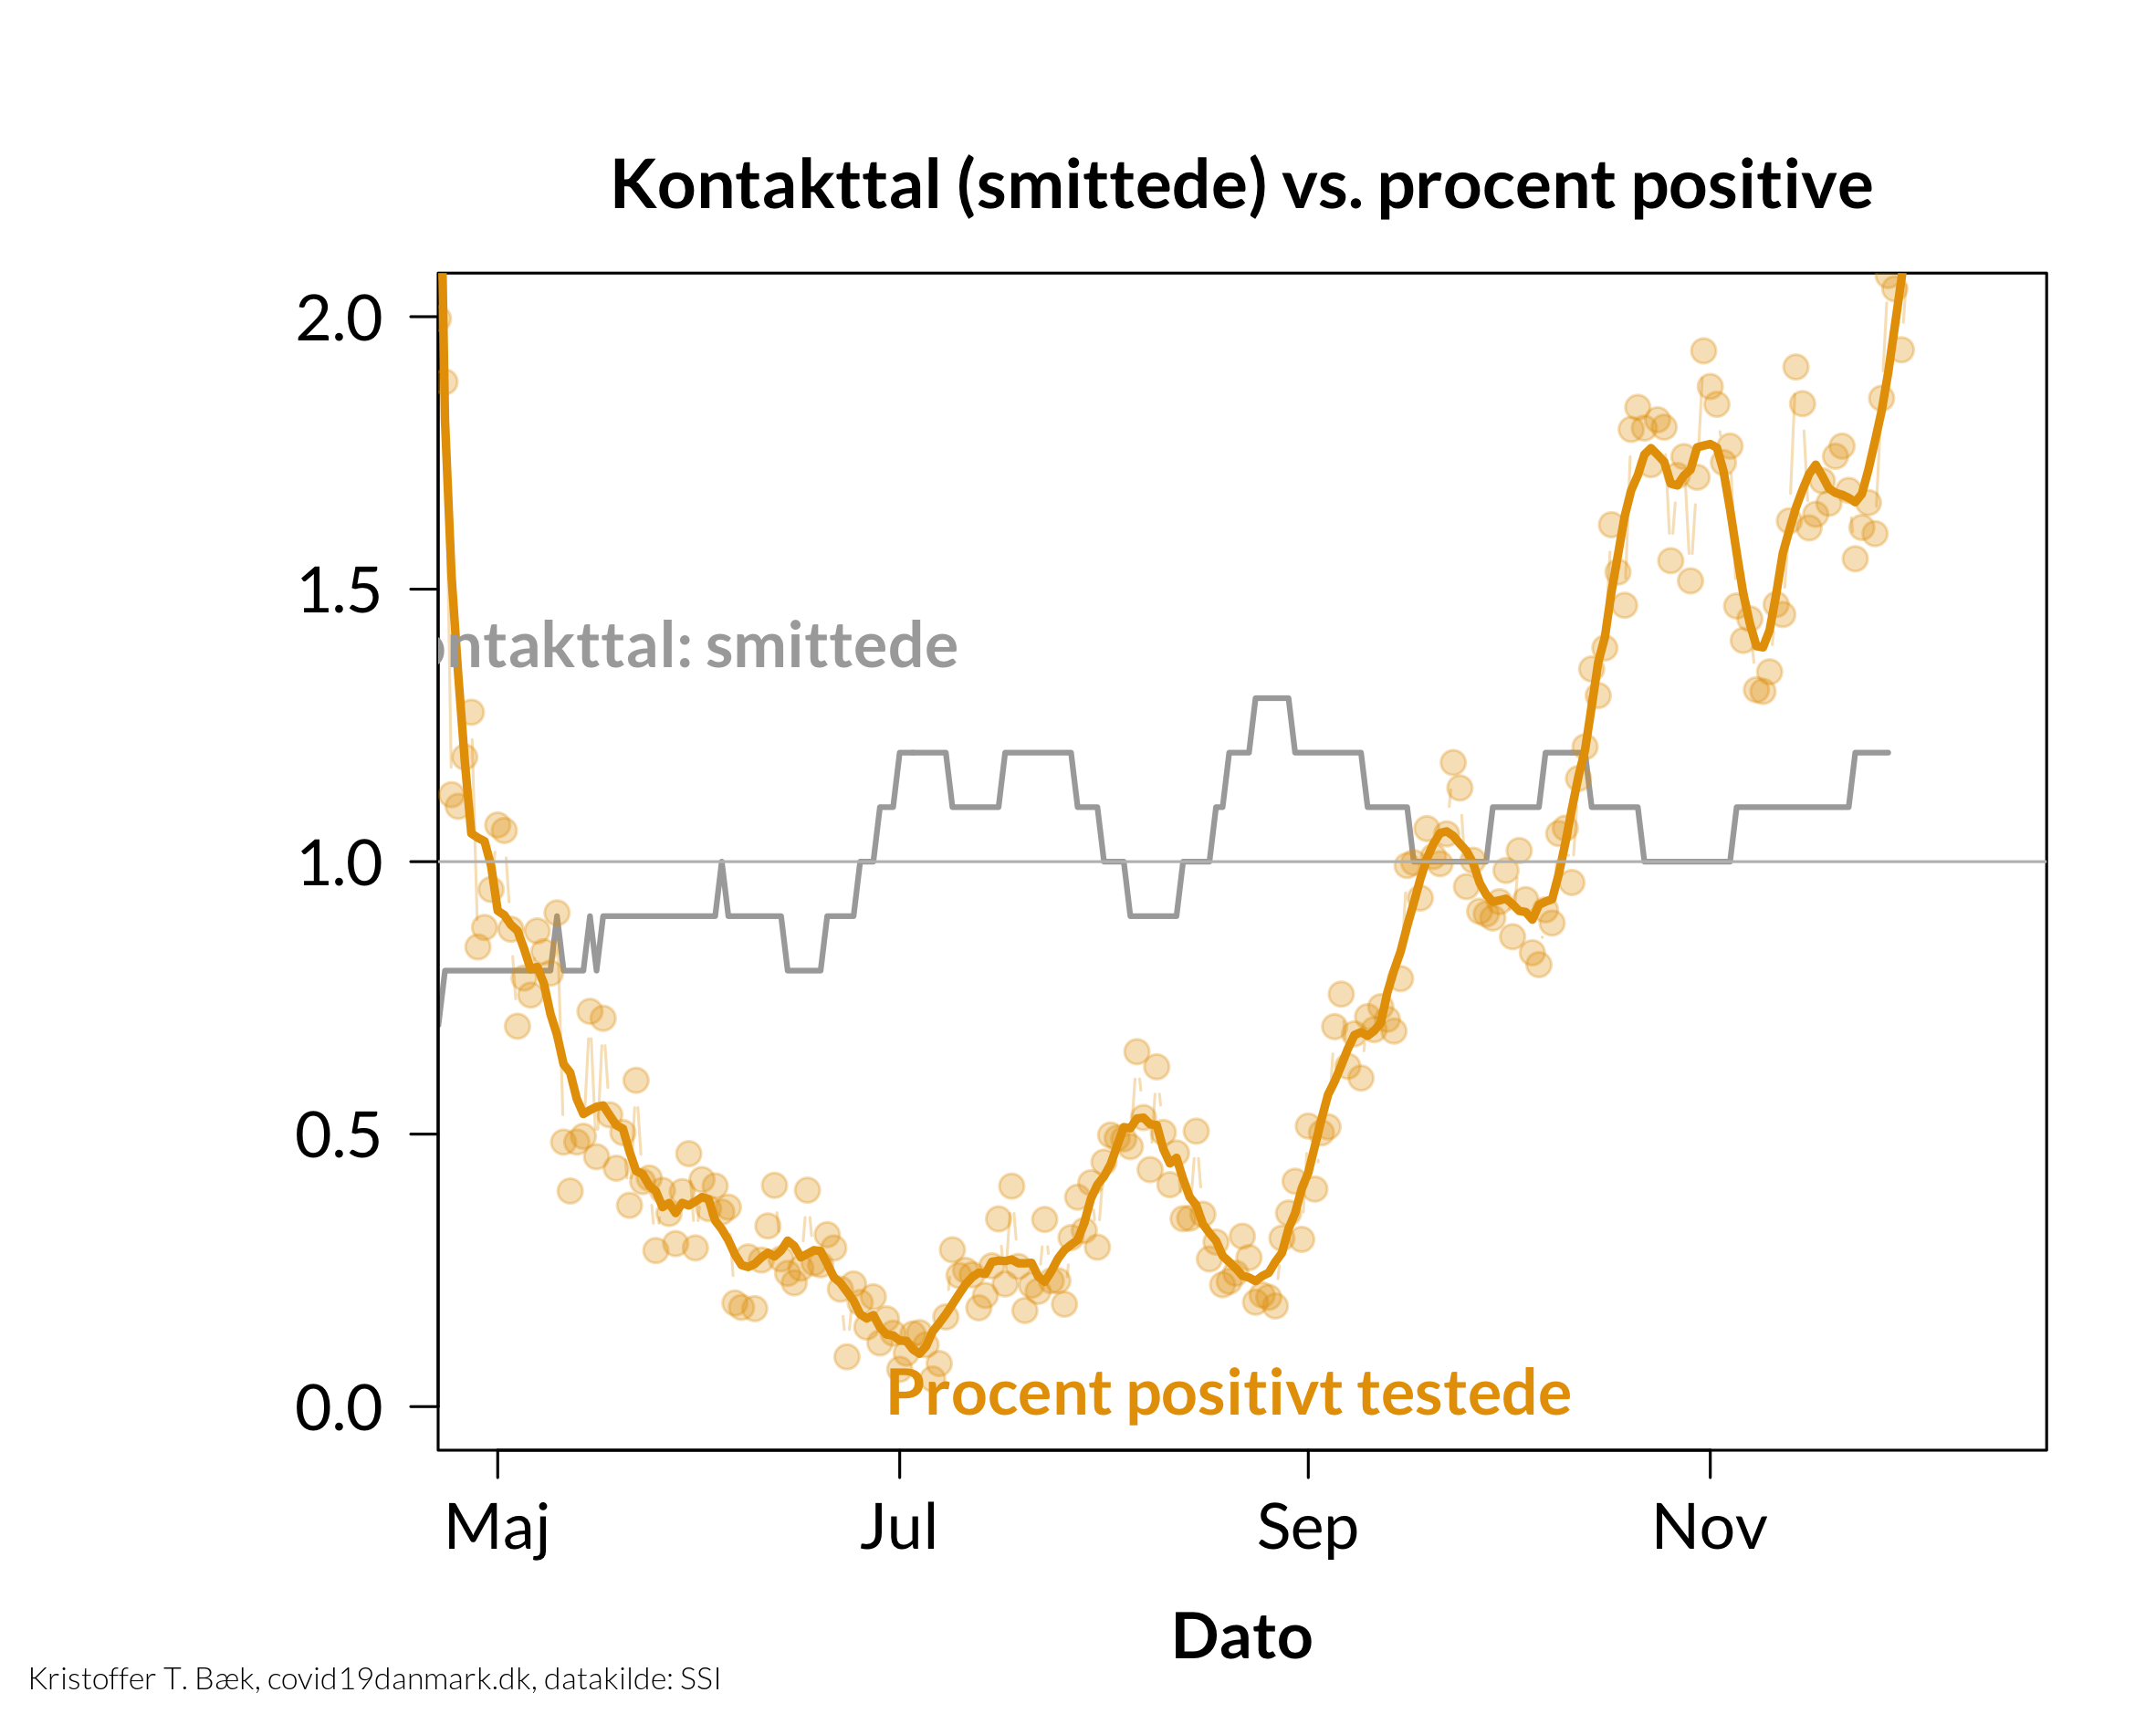 Kontakttal (smittede) vs. procent positive
2.0
1.5
ntakttal: smittede
1.0
0.5
0.0
Procent positivt testede
Maj Jul Sep Nov
Dato
Kristoffer T. Bæk, covid19danmark.dk, datakilde: SSI